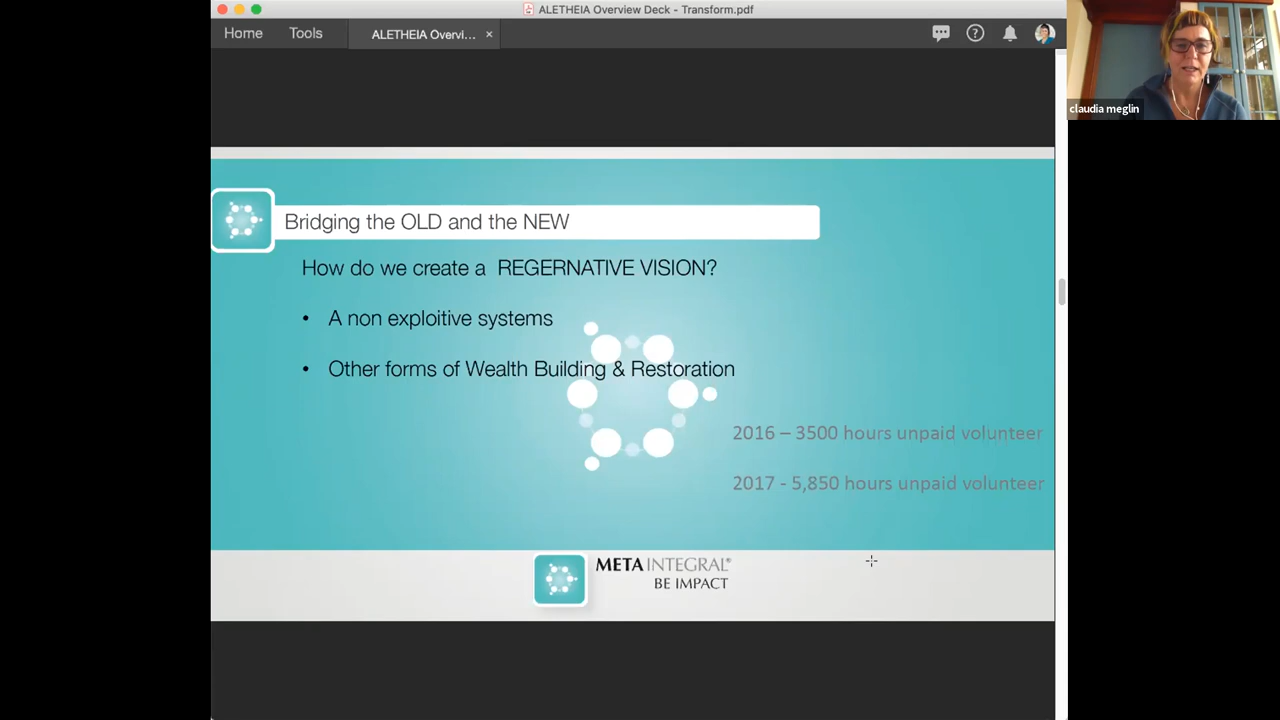 ALETHEIA Overview Deck - Transform.pdf
Home Tools ALETHEIA Overvi... ×
claudia meglin
Bridging the OLD and the NEW
How do we create a REGERNATIVE VISION?
• A non exploitive systems
• Other forms of Wealth Building & Restoration
2016 – 3500 hours unpaid volunteer
2017 - 5,850 hours unpaid volunteer
METAINTEGRAL®
BE IMPACT